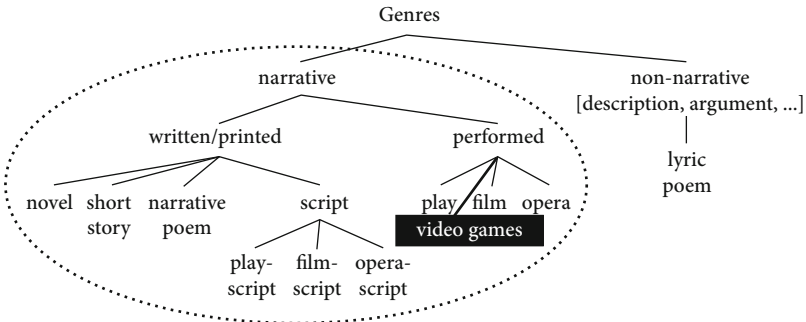 Genres
narrative non-narrative
[description, argument, ...]
written/printed performed
lyric
poem
novel short story narrative poem script play film opera
video games
play-script film-script opera-script